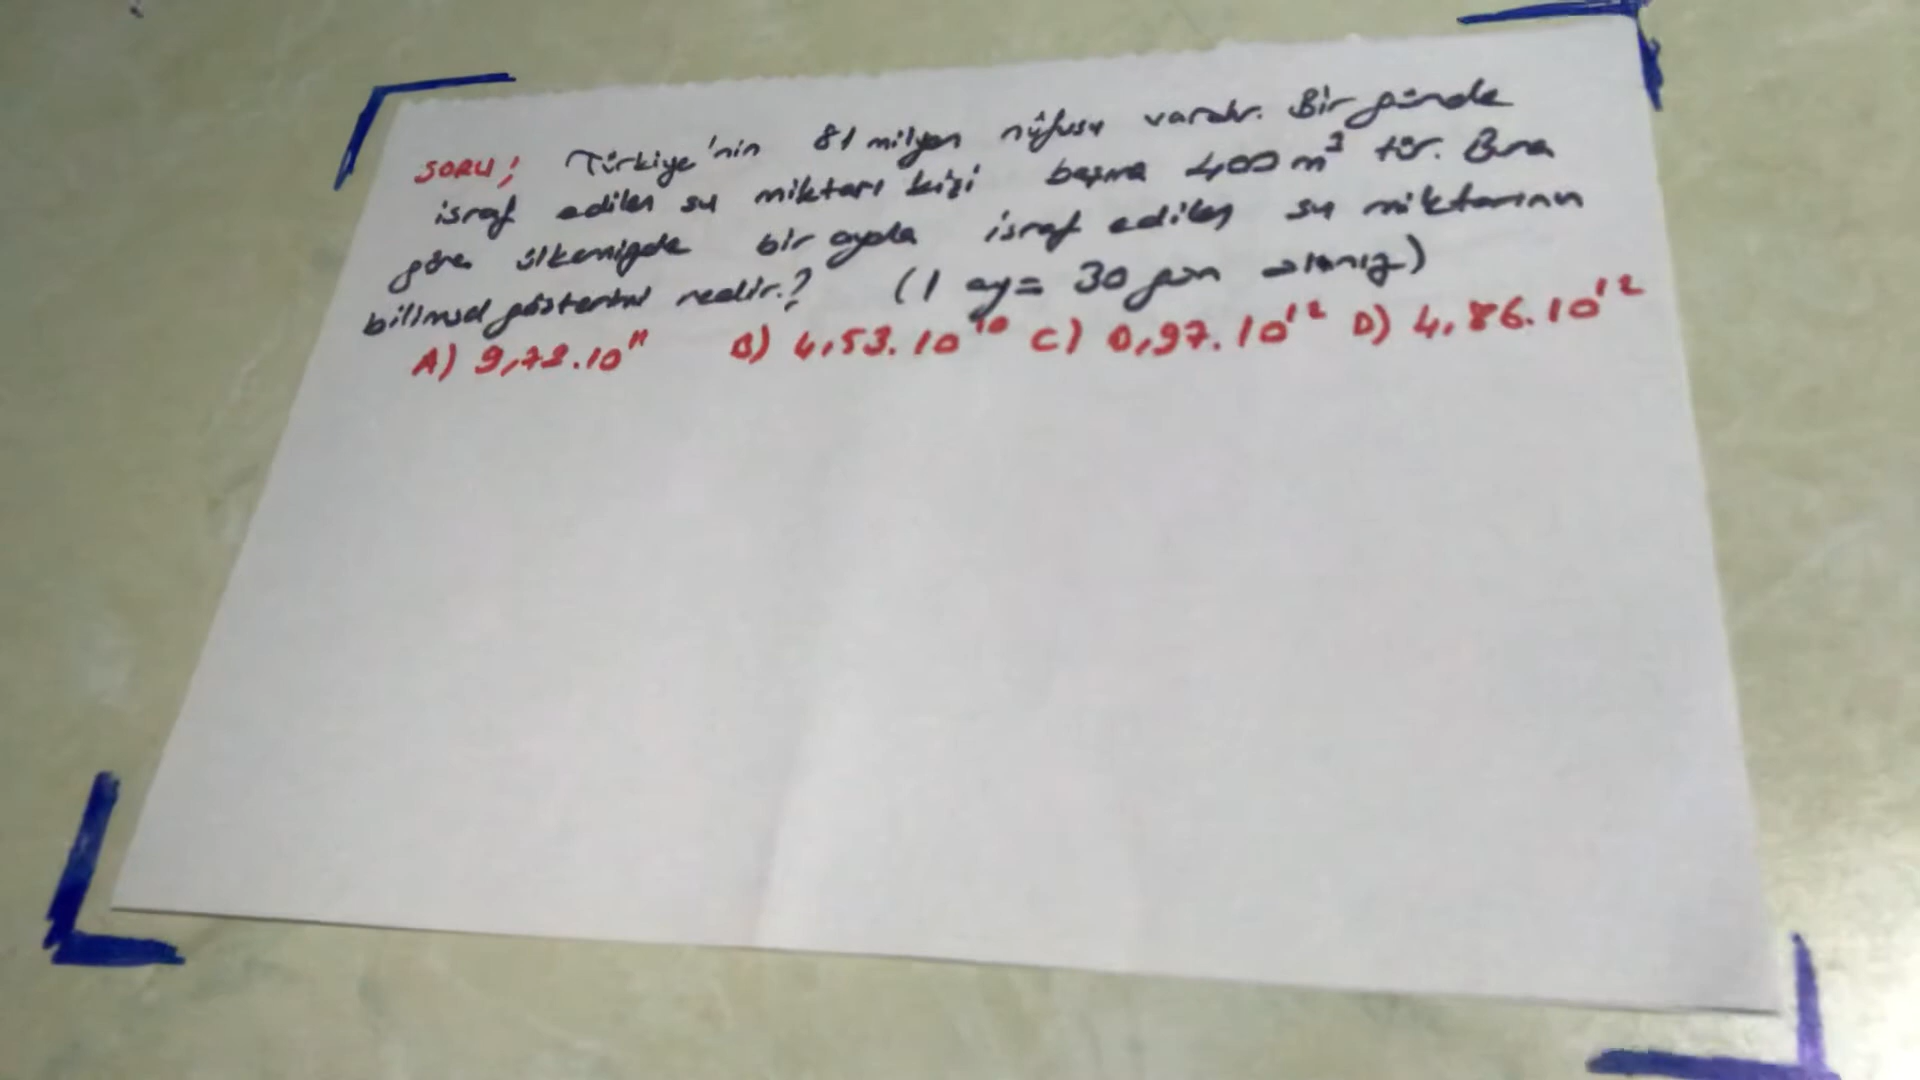 SORU: Türkiye'nin 81 milyon nüfusu vardır. Bir günde
israf edilen su miktarı kişi başına 400 m³ tür. Buna
göre ülkemizde bir ayda israf edilen su miktarının
bilimsel gösterimi nedir.? (1 ay = 30 gün alınız)
A) 9,72.10¹¹ B) 4,53.10¹⁰ C) 0,97.10¹² D) 4,86.10¹²